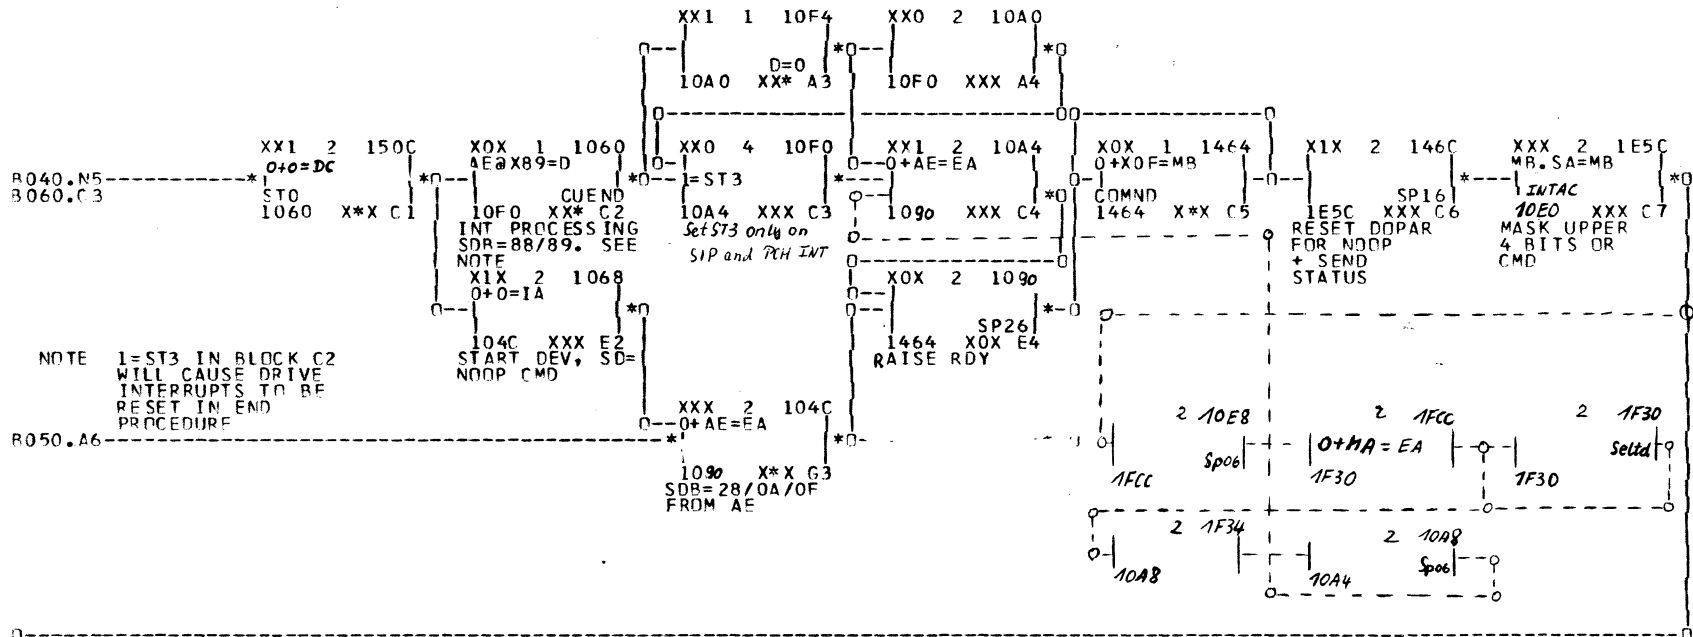 XX1 1 10F4
D=0
10A0 XX* A3
XX0 2 10A0
10F0 XXX A4
B040.N5
B060.C3
XX1 2 150C
0+0=DC
STO
1060 X*X C1
X0X 1 1060
AE@X89=D
CUEND
10F0 XX* C2
INT PROCESSING
SDB=88/89. SEE
NOTE
XX0 4 10F0
1=ST3
10A4 XXX C3
Set ST3 only on
SIP and PCH INT
XX1 2 10A4
0+AE=EA
1090 XXX C4
X0X 1 1464
0+X0F=MB
COMND
1464 X*X C5
X1X 2 146C
SP16
1E5C XXX C6
RESET DOPAR
FOR NOOP
+ SEND
STATUS
XXX 2 1E5C
MB.SA=MB
INTAC
10E0 XXX C7
MASK UPPER
4 BITS OR
CMD
X1X 2 1068
0+0=IA
104C XXX E2
START DEV, SD=
NOOP CMD
X0X 2 1090
SP26
1464 X0X E4
RAISE RDY
NOTE 1=ST3 IN BLOCK C2
WILL CAUSE DRIVE
INTERRUPTS TO BE
RESET IN END
PROCEDURE
B050.A6
XXX 2 104C
0+AE=EA
1090 X*X G3
SDB=28/0A/0F
FROM AE
2 10E8
Sp06
1FCC
2 1FCC
0+MA=EA
1F30
2 1F30
Seltd
1F30
2 1F34
10A8
2 10A8
Sp06
10A4